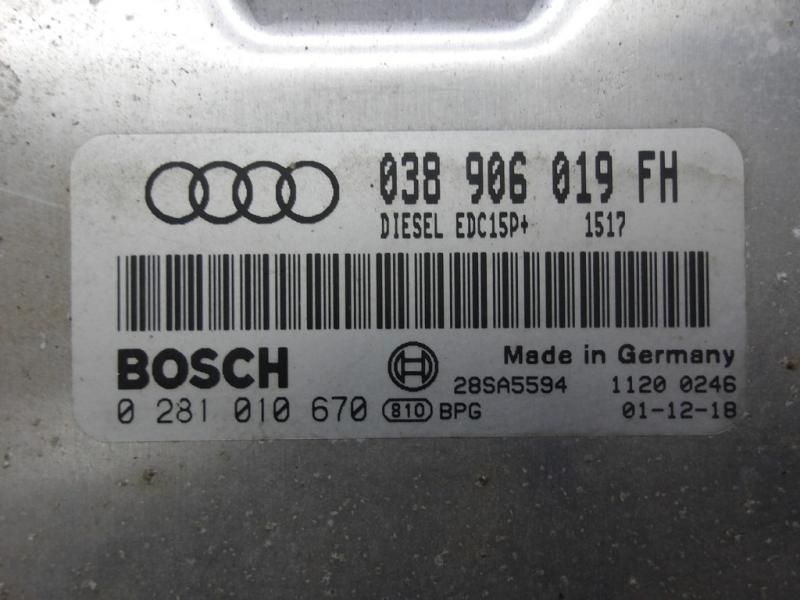 038 906 019 FH
DIESEL EDC15P+ 1517
BOSCH
Made in Germany
28SA5594 1120 0246
0 281 010 670 810 BPG 01-12-18